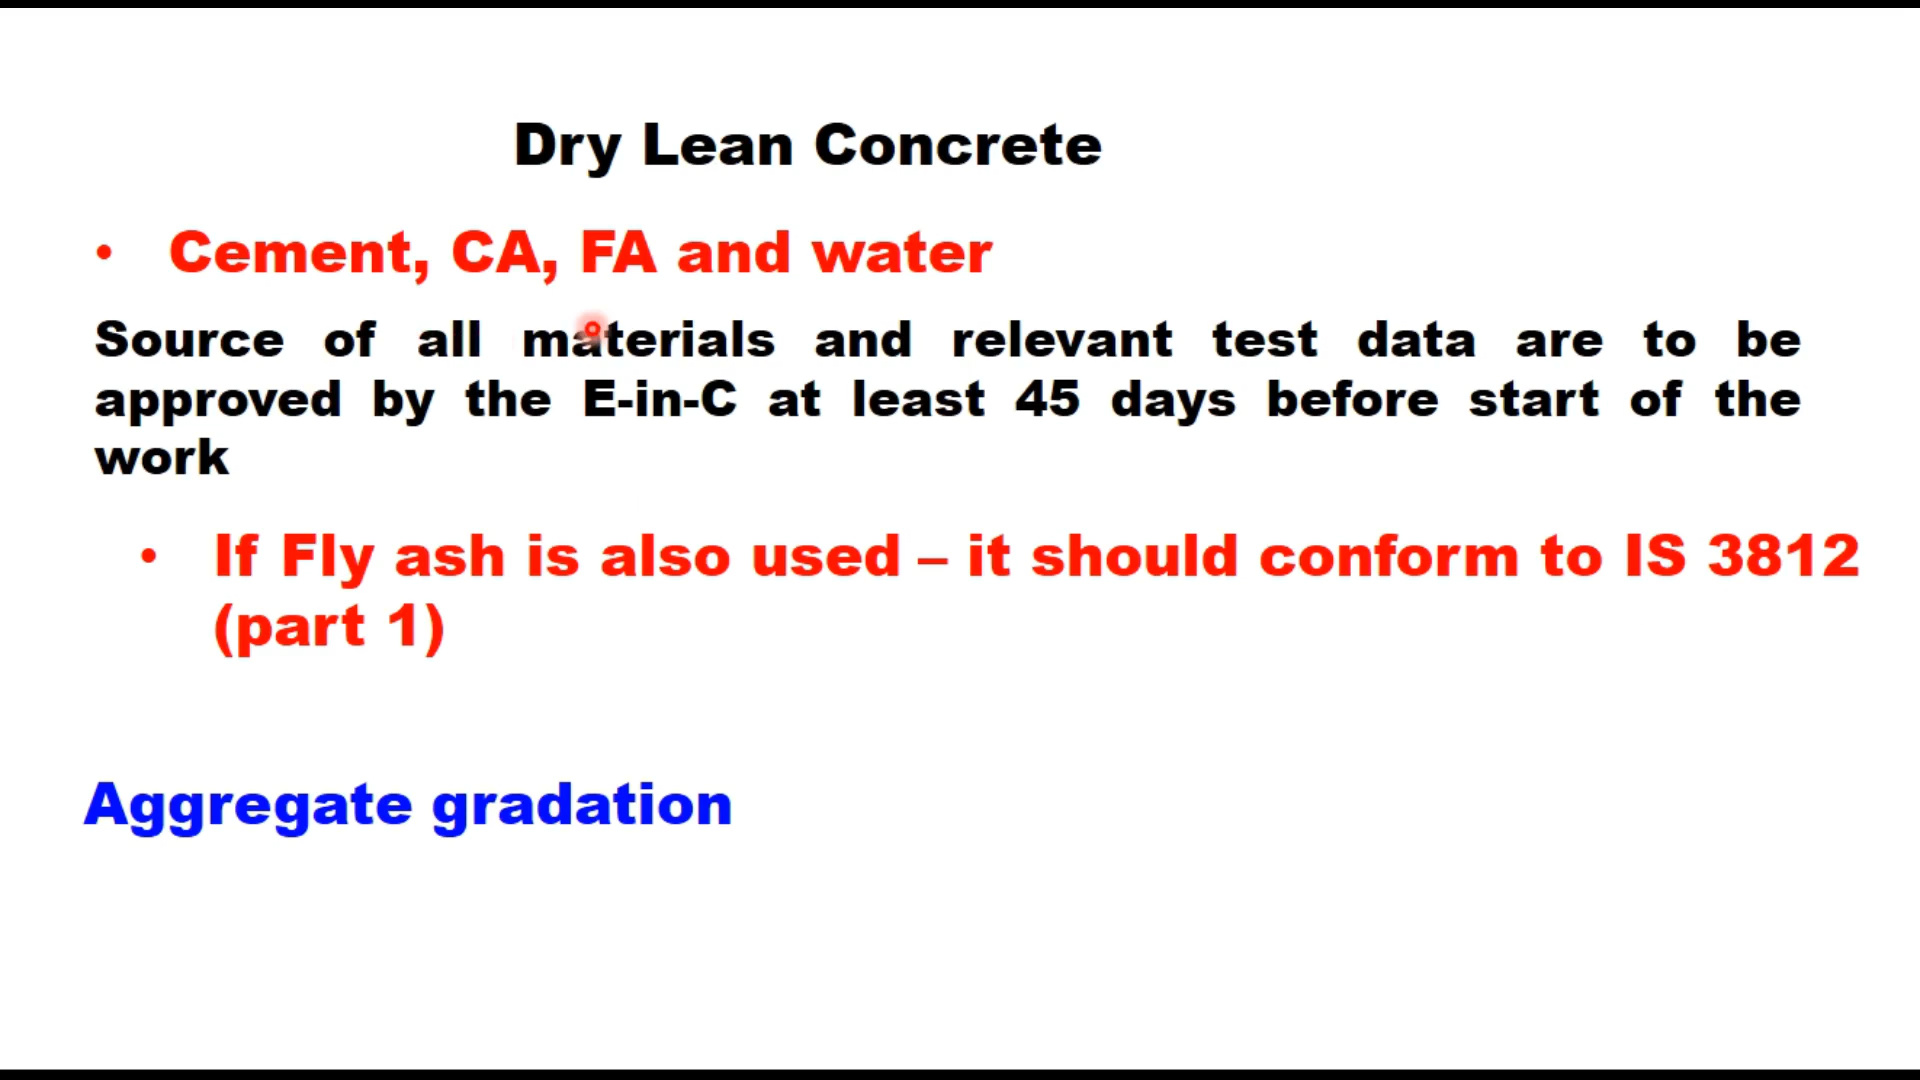 Dry Lean Concrete
• Cement, CA, FA and water
Source of all materials and relevant test data are to be
approved by the E-in-C at least 45 days before start of the
work
• If Fly ash is also used – it should conform to IS 3812
(part 1)
Aggregate gradation